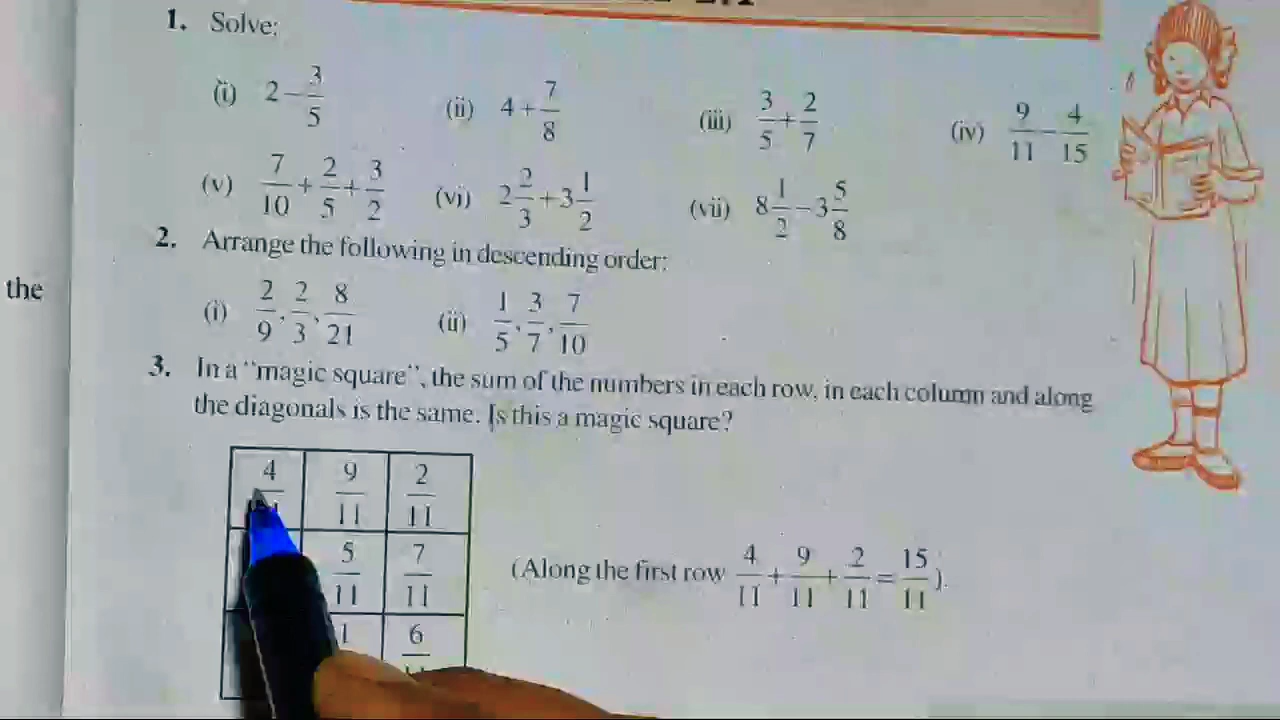 1. Solve:
(i) 2 − 3/5 (ii) 4 + 7/8 (iii) 3/5 + 2/7 (iv) 9/11 − 4/15
(v) 7/10 + 2/5 + 3/2 (vi) 2 2/3 + 3 1/2 (vii) 8 1/2 − 3 5/8
2. Arrange the following in descending order:
the
(i) 2/9, 2/3, 8/21 (ii) 1/5, 3/7, 7/10
3. In a "magic square", the sum of the numbers in each row, in each column and along
the diagonals is the same. Is this a magic square?
4 9/11 2/11
5/11 7/11
(Along the first row 4/11 + 9/11 + 2/11 = 15/11).
1 6